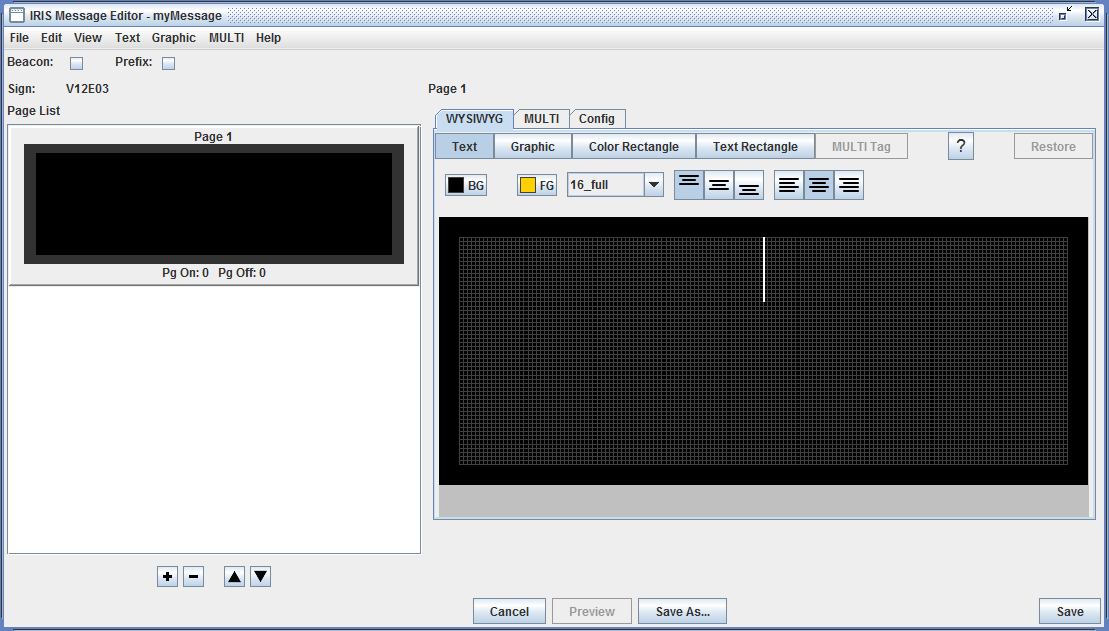 IRIS Message Editor - myMessage
File Edit View Text Graphic MULTI Help
Beacon: Prefix:
Sign: V12E03
Page 1
Page List
WYSIWYG MULTI Config
Page 1
Text Graphic Color Rectangle Text Rectangle MULTI Tag ? Restore
BG FG 16_full
Pg On: 0 Pg Off: 0
Cancel Preview Save As... Save